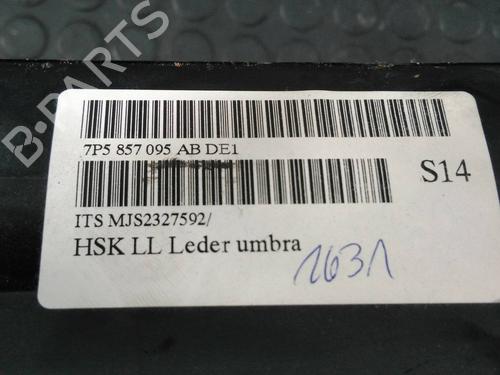 B-PARTS
7P5 857 095 AB DE1
S14
ITS MJS2327592/
HSK LL Leder umbra
1631